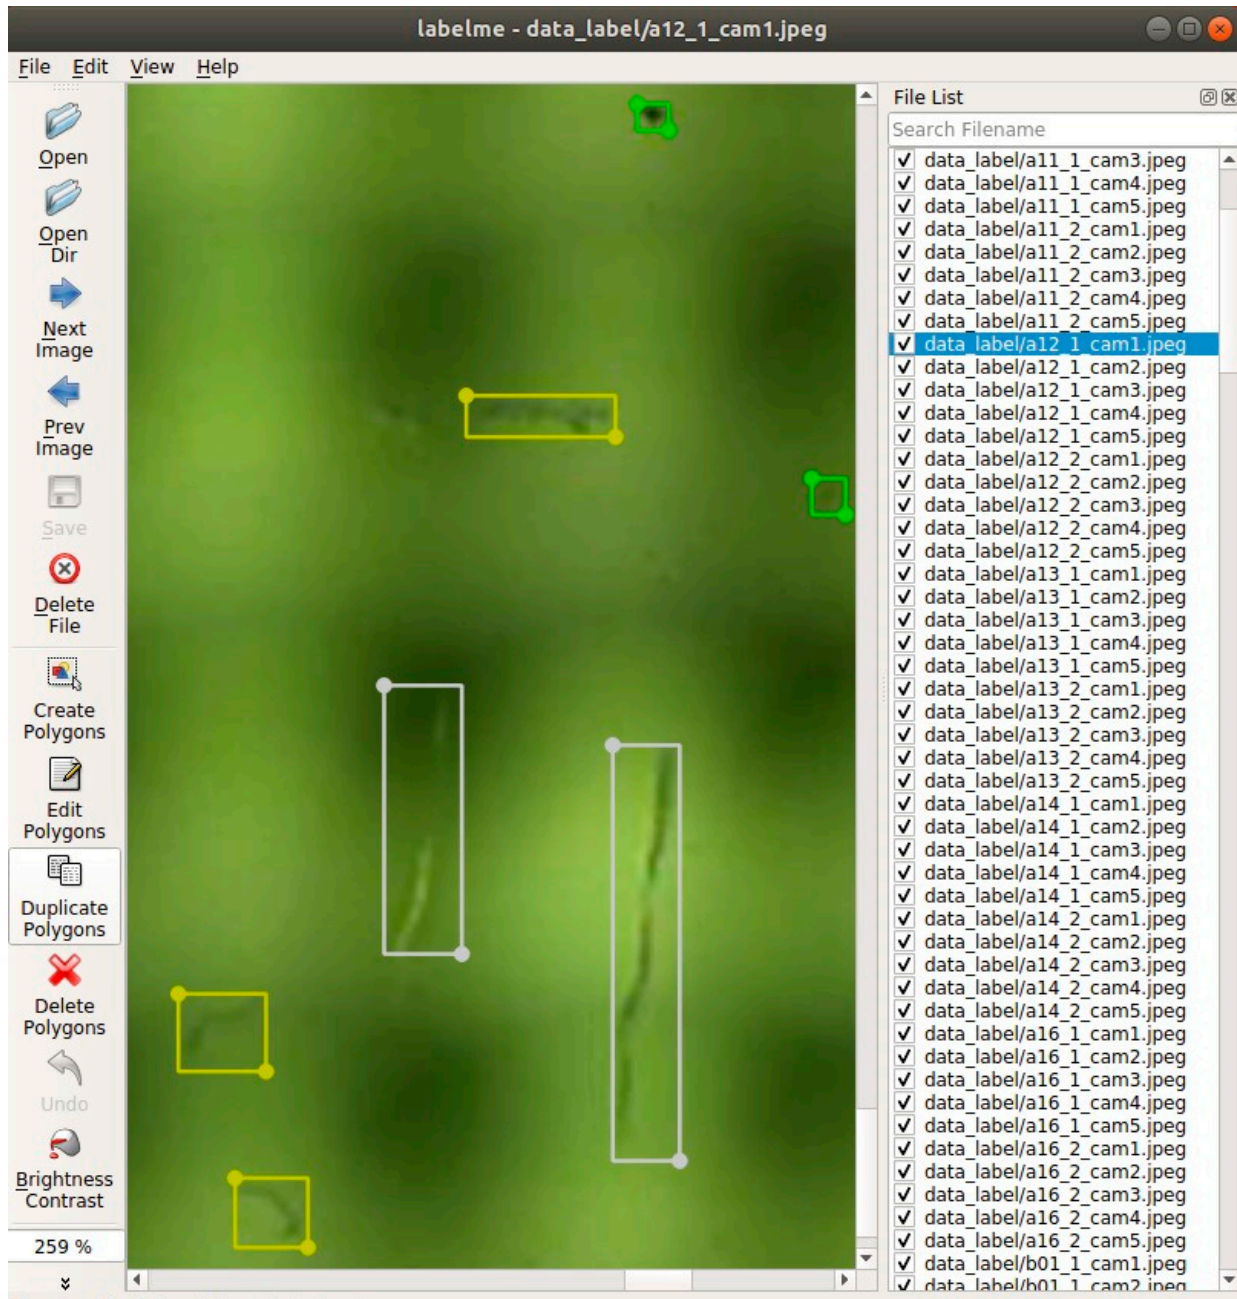 labelme - data_label/a12_1_cam1.jpeg
File Edit View Help
Open
Open
Dir
Next
Image
Prev
Image
Save
Delete
File
Create
Polygons
Edit
Polygons
Duplicate
Polygons
Delete
Polygons
Undo
Brightness
Contrast
259 %
File List
Search Filename
data_label/a11_1_cam3.jpeg
data_label/a11_1_cam4.jpeg
data_label/a11_1_cam5.jpeg
data_label/a11_2_cam1.jpeg
data_label/a11_2_cam2.jpeg
data_label/a11_2_cam3.jpeg
data_label/a11_2_cam4.jpeg
data_label/a11_2_cam5.jpeg
data_label/a12_1_cam1.jpeg
data_label/a12_1_cam2.jpeg
data_label/a12_1_cam3.jpeg
data_label/a12_1_cam4.jpeg
data_label/a12_1_cam5.jpeg
data_label/a12_2_cam1.jpeg
data_label/a12_2_cam2.jpeg
data_label/a12_2_cam3.jpeg
data_label/a12_2_cam4.jpeg
data_label/a12_2_cam5.jpeg
data_label/a13_1_cam1.jpeg
data_label/a13_1_cam2.jpeg
data_label/a13_1_cam3.jpeg
data_label/a13_1_cam4.jpeg
data_label/a13_1_cam5.jpeg
data_label/a13_2_cam1.jpeg
data_label/a13_2_cam2.jpeg
data_label/a13_2_cam3.jpeg
data_label/a13_2_cam4.jpeg
data_label/a13_2_cam5.jpeg
data_label/a14_1_cam1.jpeg
data_label/a14_1_cam2.jpeg
data_label/a14_1_cam3.jpeg
data_label/a14_1_cam4.jpeg
data_label/a14_1_cam5.jpeg
data_label/a14_2_cam1.jpeg
data_label/a14_2_cam2.jpeg
data_label/a14_2_cam3.jpeg
data_label/a14_2_cam4.jpeg
data_label/a14_2_cam5.jpeg
data_label/a16_1_cam1.jpeg
data_label/a16_1_cam2.jpeg
data_label/a16_1_cam3.jpeg
data_label/a16_1_cam4.jpeg
data_label/a16_1_cam5.jpeg
data_label/a16_2_cam1.jpeg
data_label/a16_2_cam2.jpeg
data_label/a16_2_cam3.jpeg
data_label/a16_2_cam4.jpeg
data_label/a16_2_cam5.jpeg
data_label/b01_1_cam1.jpeg
data_label/b01_1_cam2.jpeg